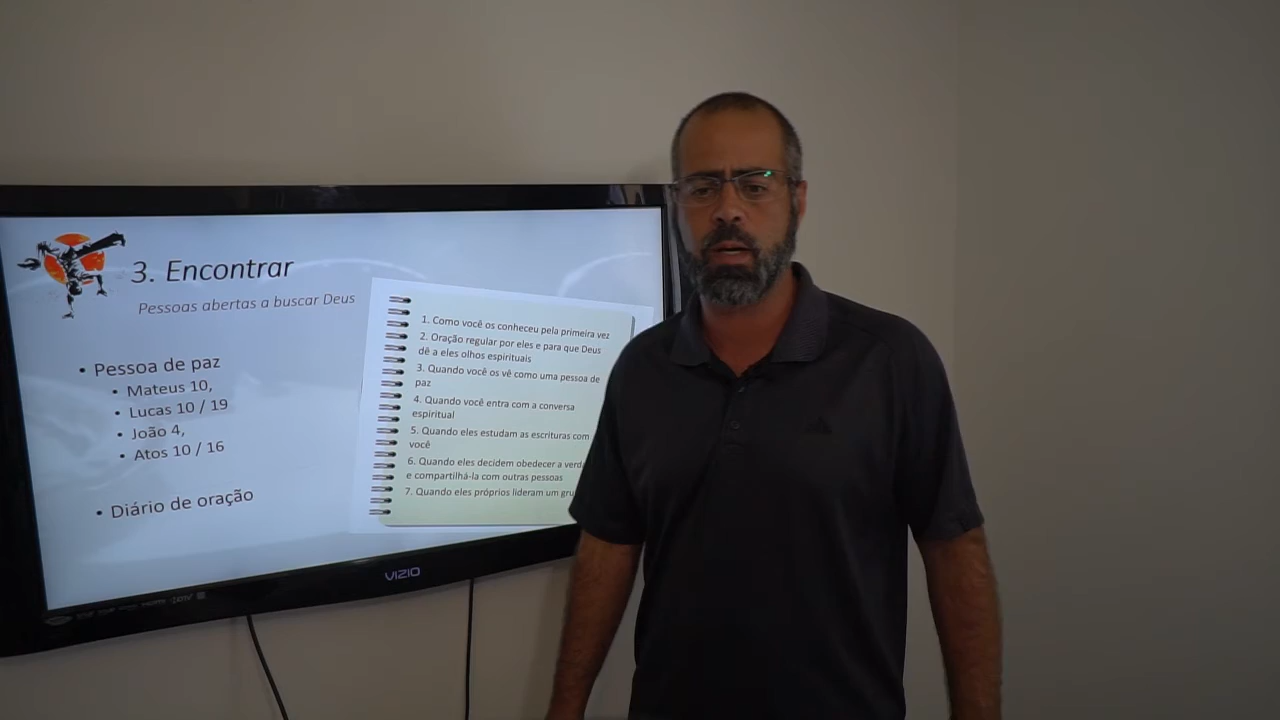 3. Encontrar
Pessoas abertas a buscar Deus
• Pessoa de paz
• Mateus 10,
• Lucas 10 / 19
• João 4,
• Atos 10 / 16
• Diário de oração
1. Como você os conheceu pela primeira vez
2. Oração regular por eles e para que Deus
dê a eles olhos espirituais
3. Quando você os vê como uma pessoa de
paz
4. Quando você entra com a conversa
espiritual
5. Quando eles estudam as escrituras com
você
6. Quando eles decidem obedecer a verd
e compartilhá-la com outras pessoas
7. Quando eles próprios lideram um gru
VIZIO